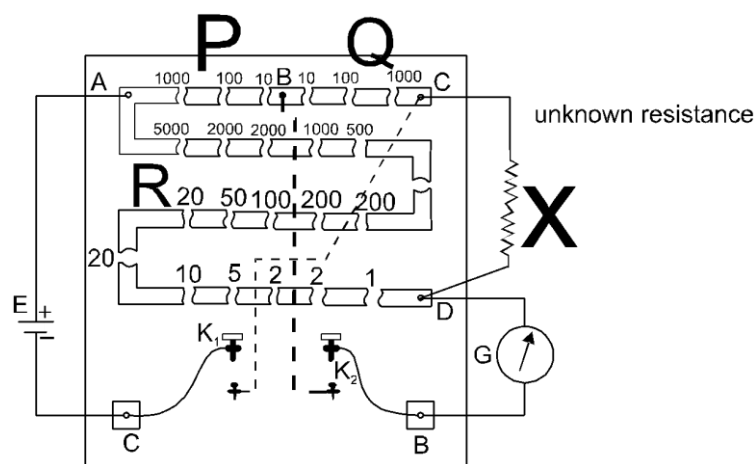 P Q
A 1000 100 10 B 10 100 1000 C
5000 2000 2000 1000 500
unknown resistance
R 20 50 100 200 200
X
20
10 5 2 2 1
D
E + -
K1 K2
G
C B